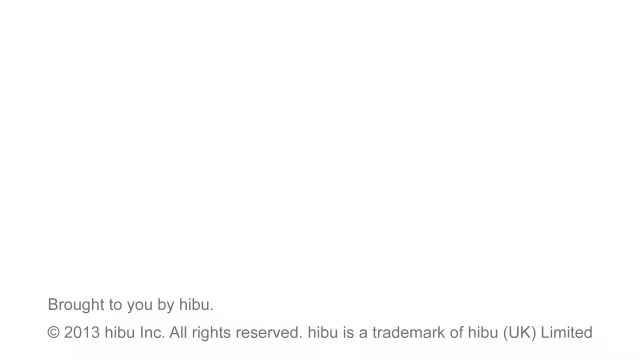 Brought to you by hibu.
© 2013 hibu Inc. All rights reserved. hibu is a trademark of hibu (UK) Limited